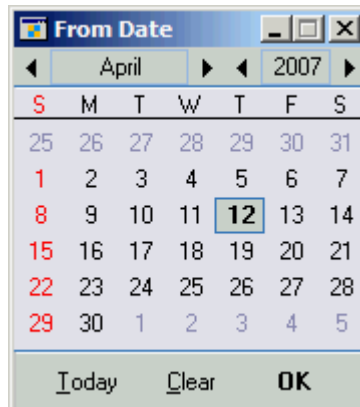 From Date
April 2007
S M T W T F S
25 26 27 28 29 30 31
1 2 3 4 5 6 7
8 9 10 11 12 13 14
15 16 17 18 19 20 21
22 23 24 25 26 27 28
29 30 1 2 3 4 5
Today Clear OK